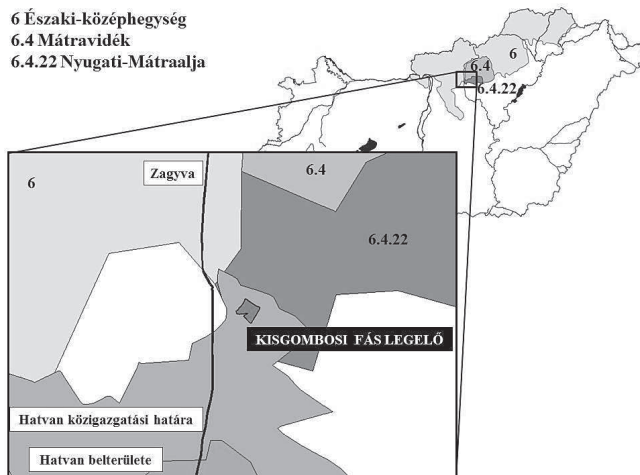 6 Északi-középhegység
6.4 Mátravidék
6.4.22 Nyugati-Mátraalja
6
6.4
6.4.22
6
Zagyva
6.4
6.4.22
KISGOMBOSI FÁS LEGELŐ
Hatvan közigazgatási határa
Hatvan belterülete